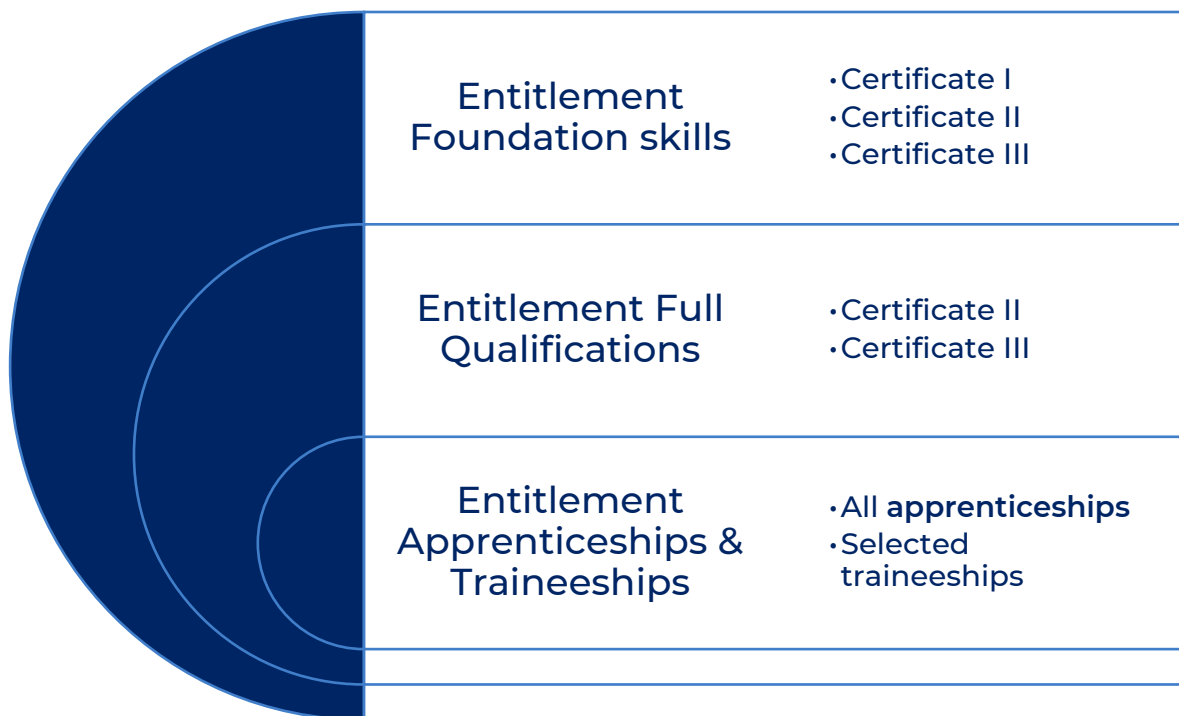 Entitlement
Foundation skills
•Certificate I
•Certificate II
•Certificate III
Entitlement Full
Qualifications
•Certificate II
•Certificate III
Entitlement
Apprenticeships &
Traineeships
•All apprenticeships
•Selected
traineeships